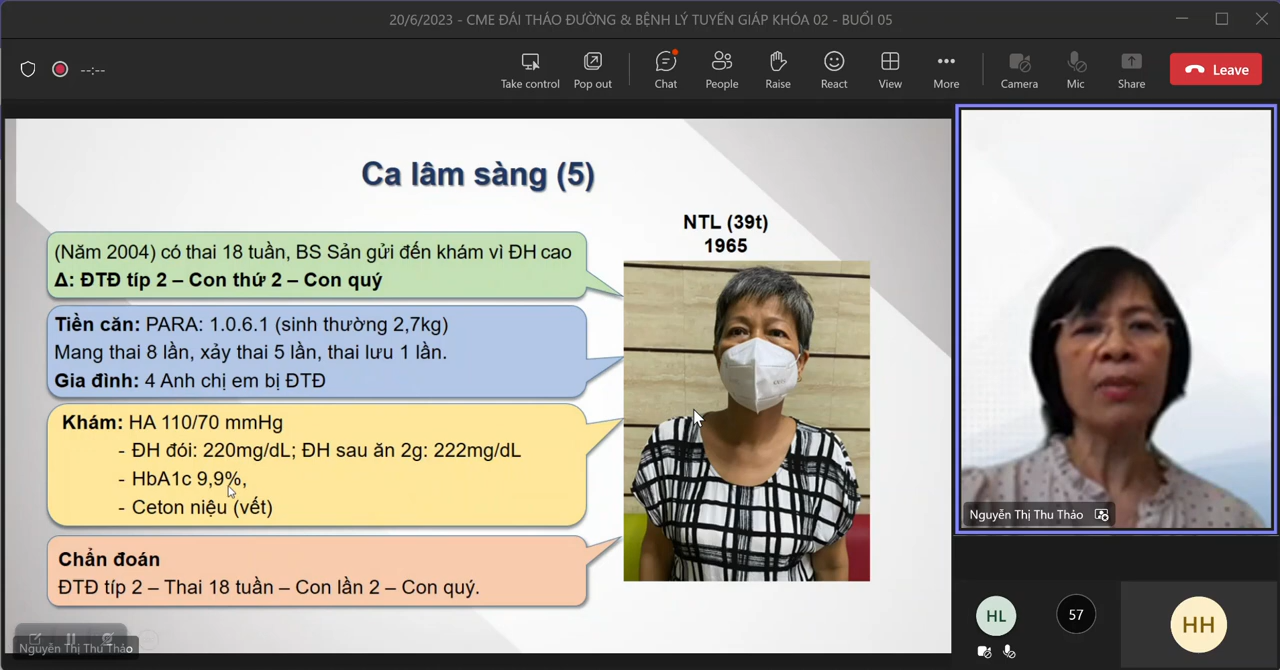 20/6/2023 - CME ĐÁI THÁO ĐƯỜNG & BỆNH LÝ TUYẾN GIÁP KHÓA 02 - BUỔI 05
--:--
Take control
Pop out
Chat
People
Raise
React
View
More
Camera
Mic
Share
Leave
Ca lâm sàng (5)
NTL (39t)
1965
(Năm 2004) có thai 18 tuần, BS Sản gửi đến khám vì ĐH cao
Δ: ĐTĐ típ 2 – Con thứ 2 – Con quý
Tiền căn: PARA: 1.0.6.1 (sinh thường 2,7kg)
Mang thai 8 lần, xảy thai 5 lần, thai lưu 1 lần.
Gia đình: 4 Anh chị em bị ĐTĐ
Khám: HA 110/70 mmHg
- ĐH đói: 220mg/dL; ĐH sau ăn 2g: 222mg/dL
- HbA1c 9,9%,
- Ceton niệu (vết)
Chẩn đoán
ĐTĐ típ 2 – Thai 18 tuần – Con lần 2 – Con quý.
Nguyễn Thị Thu Thảo
Nguyễn Thị Thu Thảo
HL
57
HH